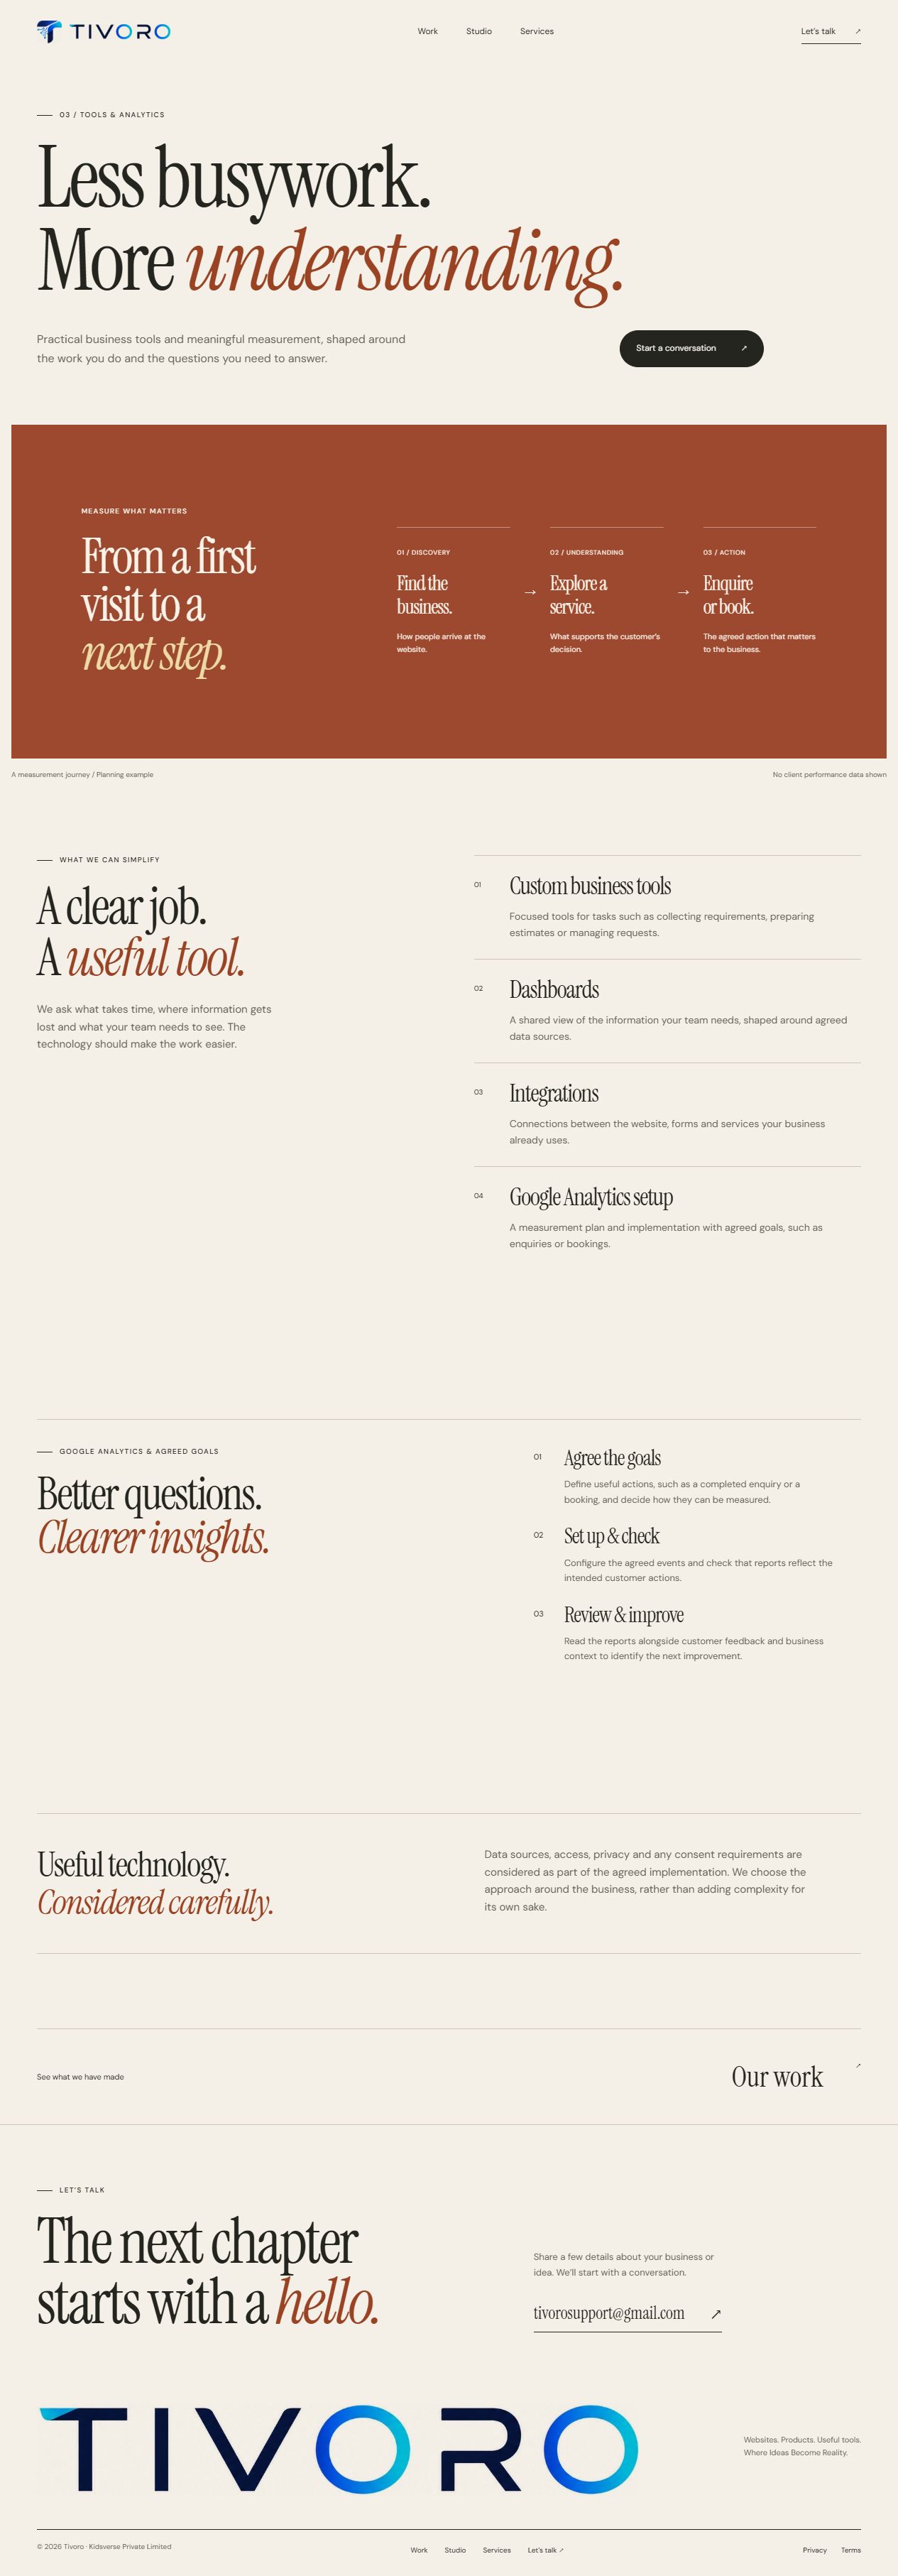 TIVORO
Work Studio Services
Let's talk ↗
03 / TOOLS & ANALYTICS
Less busywork.
More understanding.
Practical business tools and meaningful measurement, shaped around
the work you do and the questions you need to answer.
Start a conversation ↗
MEASURE WHAT MATTERS
From a first
visit to a
next step.
01 / DISCOVERY
Find the
business.
How people arrive at the
website.
→
02 / UNDERSTANDING
Explore a
service.
What supports the customer's
decision.
→
03 / ACTION
Enquire
or book.
The agreed action that matters
to the business.
A measurement journey / Planning example
No client performance data shown
WHAT WE CAN SIMPLIFY
A clear job.
A useful tool.
We ask what takes time, where information gets
lost and what your team needs to see. The
technology should make the work easier.
01
Custom business tools
Focused tools for tasks such as collecting requirements, preparing
estimates or managing requests.
02
Dashboards
A shared view of the information your team needs, shaped around agreed
data sources.
03
Integrations
Connections between the website, forms and services your business
already uses.
04
Google Analytics setup
A measurement plan and implementation with agreed goals, such as
enquiries or bookings.
GOOGLE ANALYTICS & AGREED GOALS
Better questions.
Clearer insights.
01
Agree the goals
Define useful actions, such as a completed enquiry or a
booking, and decide how they can be measured.
02
Set up & check
Configure the agreed events and check that reports reflect the
intended customer actions.
03
Review & improve
Read the reports alongside customer feedback and business
context to identify the next improvement.
Useful technology.
Considered carefully.
Data sources, access, privacy and any consent requirements are
considered as part of the agreed implementation. We choose the
approach around the business, rather than adding complexity for
its own sake.
See what we have made
Our work ↗
LET'S TALK
The next chapter
starts with a hello.
Share a few details about your business or
idea. We'll start with a conversation.
tivorosupport@gmail.com ↗
TIVORO
Websites. Products. Useful tools.
Where Ideas Become Reality.
© 2026 Tivoro · Kidsverse Private Limited
Work Studio Services Let's talk ↗
Privacy Terms